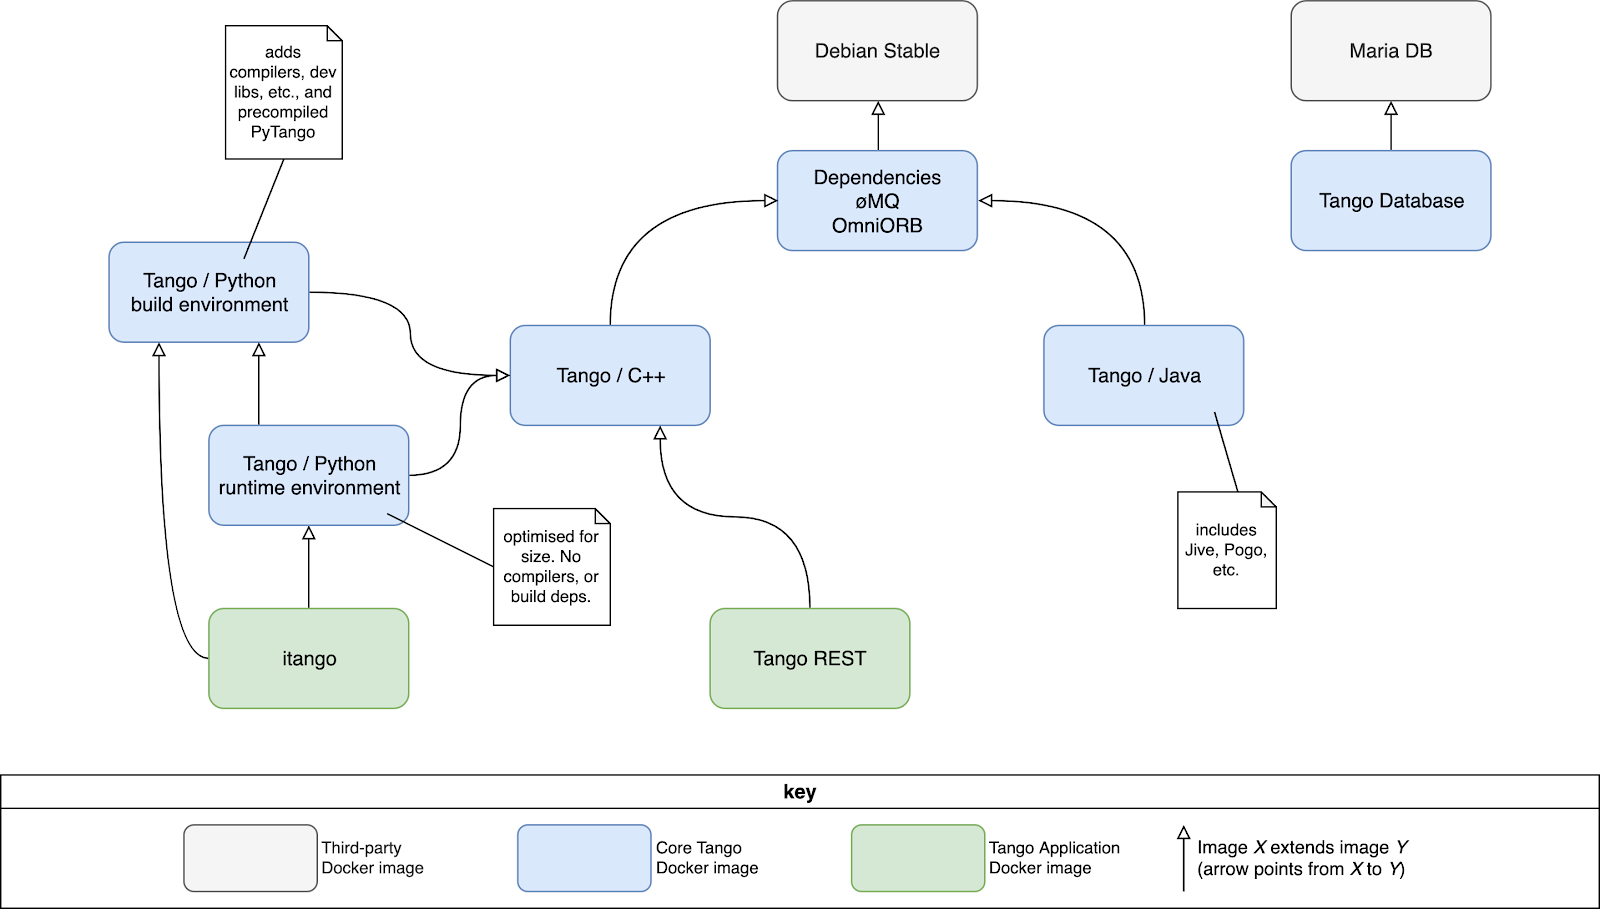 adds
compilers, dev
libs, etc., and
precompiled
PyTango
Debian Stable
Maria DB
Dependencies
øMQ
OmniORB
Tango Database
Tango / Python
build environment
Tango / C++
Tango / Java
Tango / Python
runtime environment
optimised for
size. No
compilers, or
build deps.
includes
Jive, Pogo,
etc.
itango
Tango REST
key
Third-party
Docker image
Core Tango
Docker image
Tango Application
Docker image
Image X extends image Y
(arrow points from X to Y)